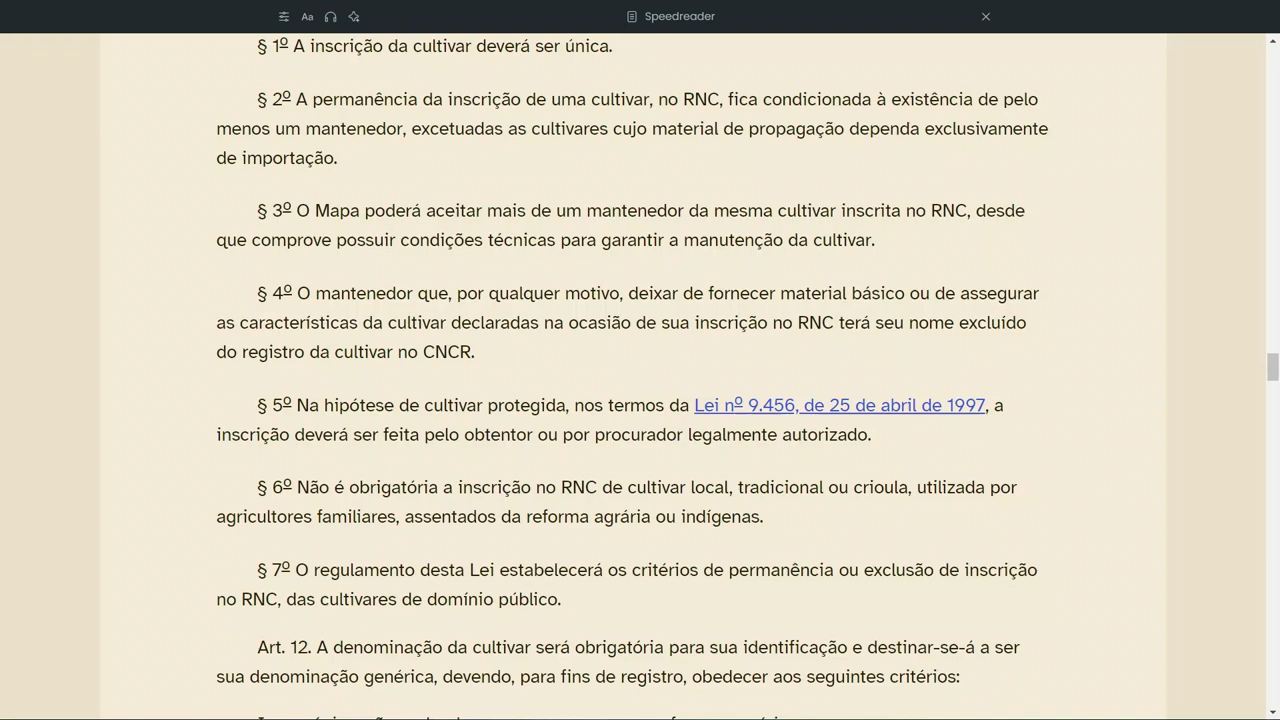 Aa
Speedreader
§ 1º A inscrição da cultivar deverá ser única.
§ 2º A permanência da inscrição de uma cultivar, no RNC, fica condicionada à existência de pelo
menos um mantenedor, excetuadas as cultivares cujo material de propagação dependa exclusivamente
de importação.
§ 3º O Mapa poderá aceitar mais de um mantenedor da mesma cultivar inscrita no RNC, desde
que comprove possuir condições técnicas para garantir a manutenção da cultivar.
§ 4º O mantenedor que, por qualquer motivo, deixar de fornecer material básico ou de assegurar
as características da cultivar declaradas na ocasião de sua inscrição no RNC terá seu nome excluído
do registro da cultivar no CNCR.
§ 5º Na hipótese de cultivar protegida, nos termos da Lei nº 9.456, de 25 de abril de 1997, a
inscrição deverá ser feita pelo obtentor ou por procurador legalmente autorizado.
§ 6º Não é obrigatória a inscrição no RNC de cultivar local, tradicional ou crioula, utilizada por
agricultores familiares, assentados da reforma agrária ou indígenas.
§ 7º O regulamento desta Lei estabelecerá os critérios de permanência ou exclusão de inscrição
no RNC, das cultivares de domínio público.
Art. 12. A denominação da cultivar será obrigatória para sua identificação e destinar-se-á a ser
sua denominação genérica, devendo, para fins de registro, obedecer aos seguintes critérios: